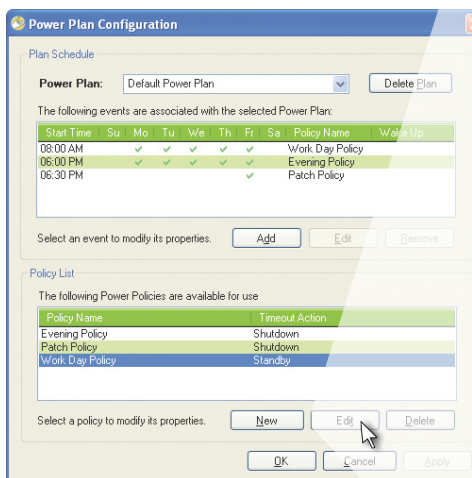 Power Plan Configuration
Plan Schedule
Power Plan: Default Power Plan Delete Plan
The following events are associated with the selected Power Plan:
Start Time Su Mo Tu We Th Fr Sa Policy Name Wake Up
08:00 AM Work Day Policy
06:00 PM Evening Policy
06:30 PM Patch Policy
Select an event to modify its properties. Add Edit Remove
Policy List
The following Power Policies are available for use
Policy Name Timeout Action
Evening Policy Shutdown
Patch Policy Shutdown
Work Day Policy Standby
Select a policy to modify its properties. New Edit Delete
OK Cancel Apply